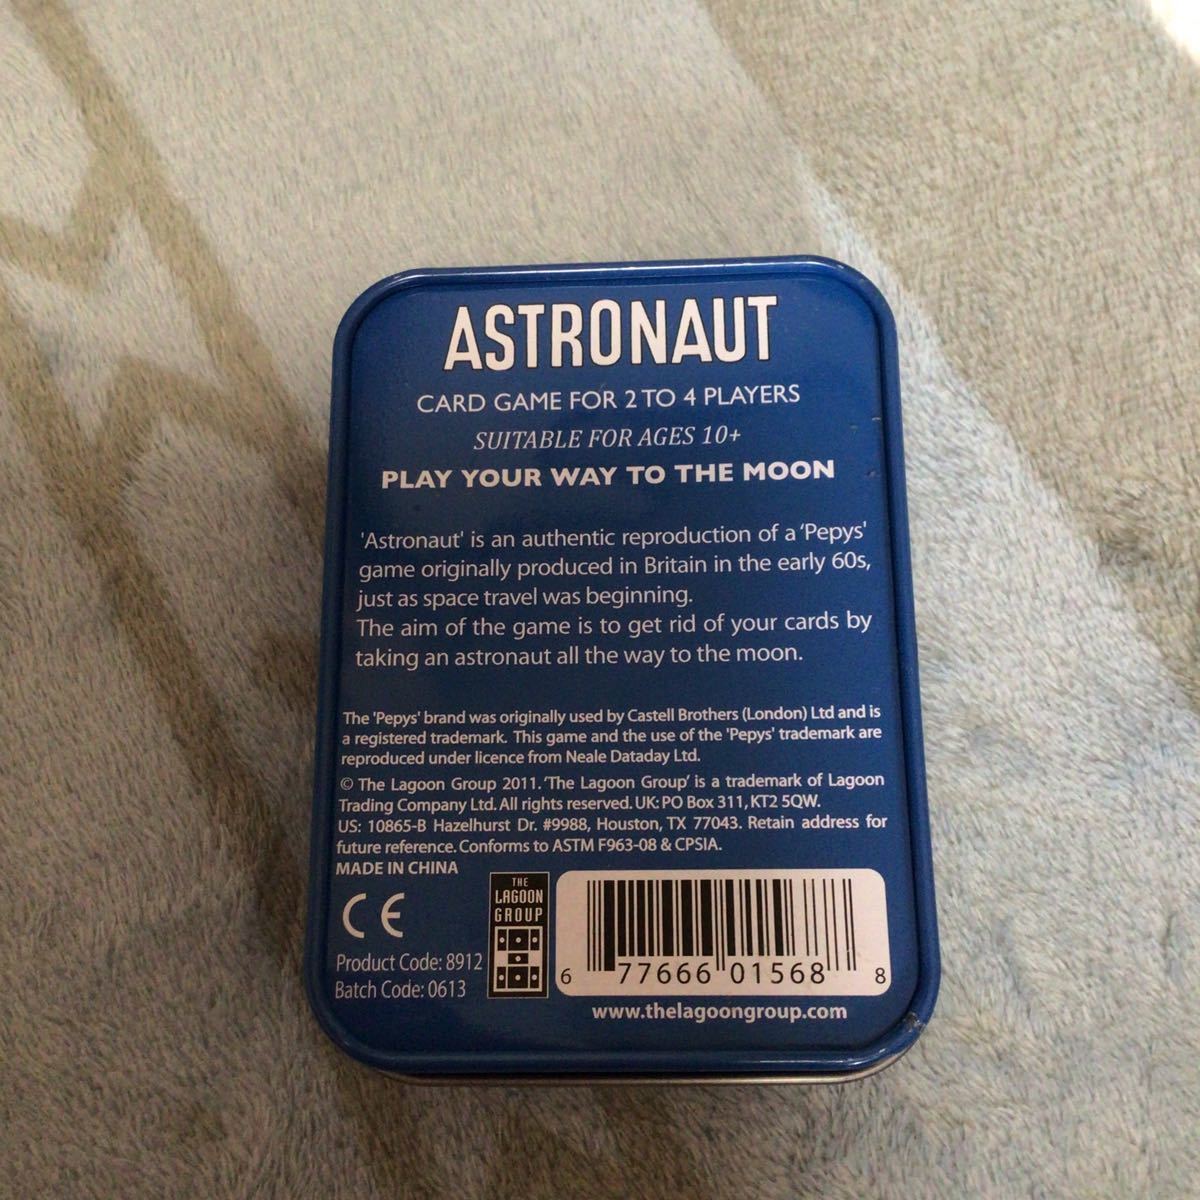 ASTRONAUT
CARD GAME FOR 2 TO 4 PLAYERS
SUITABLE FOR AGES 10+
PLAY YOUR WAY TO THE MOON
'Astronaut' is an authentic reproduction of a 'Pepys'
game originally produced in Britain in the early 60s,
just as space travel was beginning.
The aim of the game is to get rid of your cards by
taking an astronaut all the way to the moon.
The 'Pepys' brand was originally used by Castell Brothers (London) Ltd and is
a registered trademark. This game and the use of the 'Pepys' trademark are
reproduced under licence from Neale Dataday Ltd.
© The Lagoon Group 2011. 'The Lagoon Group' is a trademark of Lagoon
Trading Company Ltd. All rights reserved. UK: PO Box 311, KT2 5QW.
US: 10865-B Hazelhurst Dr. #9988, Houston, TX 77043. Retain address for
future reference. Conforms to ASTM F963-08 & CPSIA.
MADE IN CHINA
CE
Product Code: 8912
Batch Code: 0613
THE
LAGOON
GROUP
6 77666 01568 8
www.thelagoongroup.com